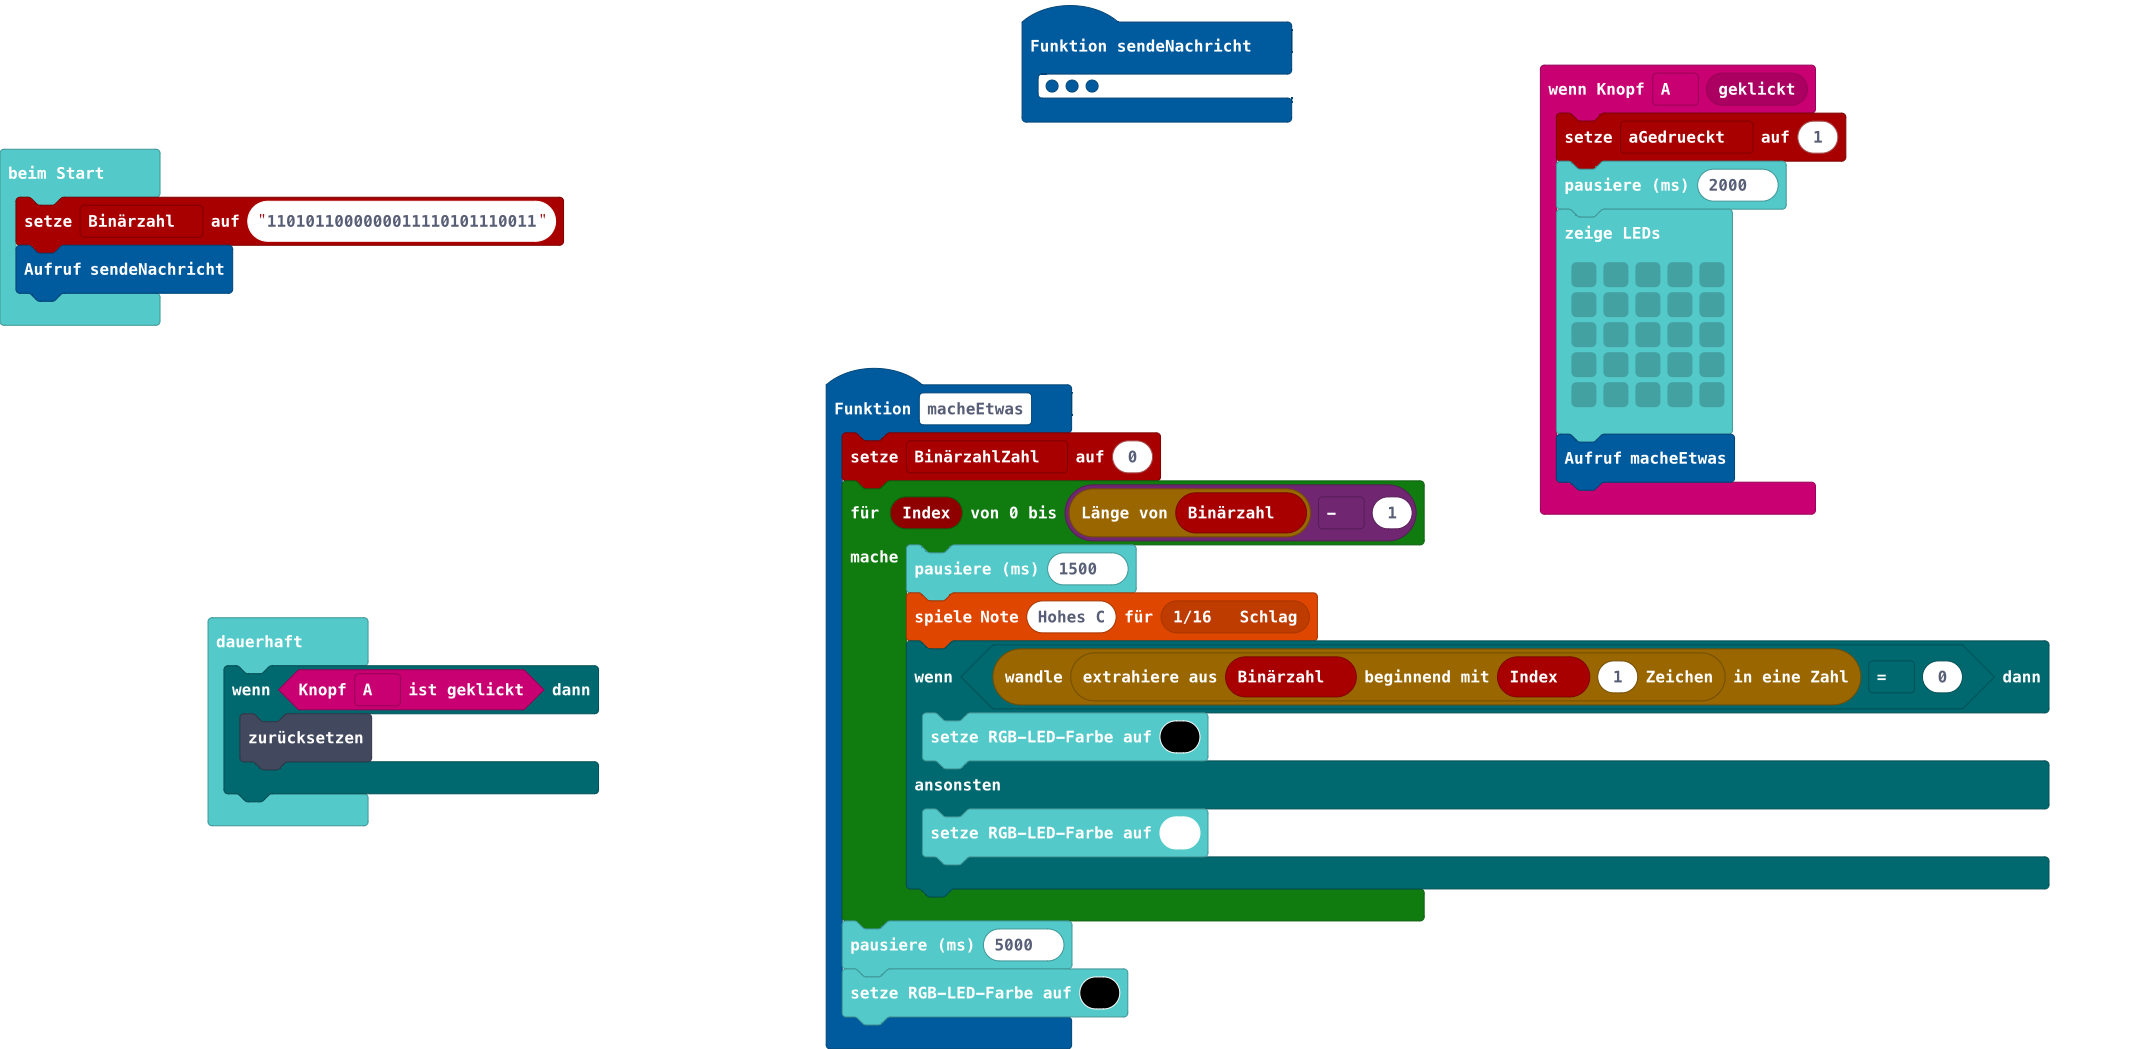 Funktion sendeNachricht
wenn Knopf A geklickt
setze aGedrueckt auf 1
pausiere (ms) 2000
zeige LEDs
Aufruf macheEtwas
beim Start
setze Binärzahl auf "1101011000000011110101110011"
Aufruf sendeNachricht
Funktion macheEtwas
setze BinärzahlZahl auf 0
für Index von 0 bis Länge von Binärzahl - 1
mache pausiere (ms) 1500
spiele Note Hohes C für 1/16 Schlag
wenn wandle extrahiere aus Binärzahl beginnend mit Index 1 Zeichen in eine Zahl = 0 dann
setze RGB-LED-Farbe auf
ansonsten
setze RGB-LED-Farbe auf
pausiere (ms) 5000
setze RGB-LED-Farbe auf
dauerhaft
wenn Knopf A ist geklickt dann
zurücksetzen